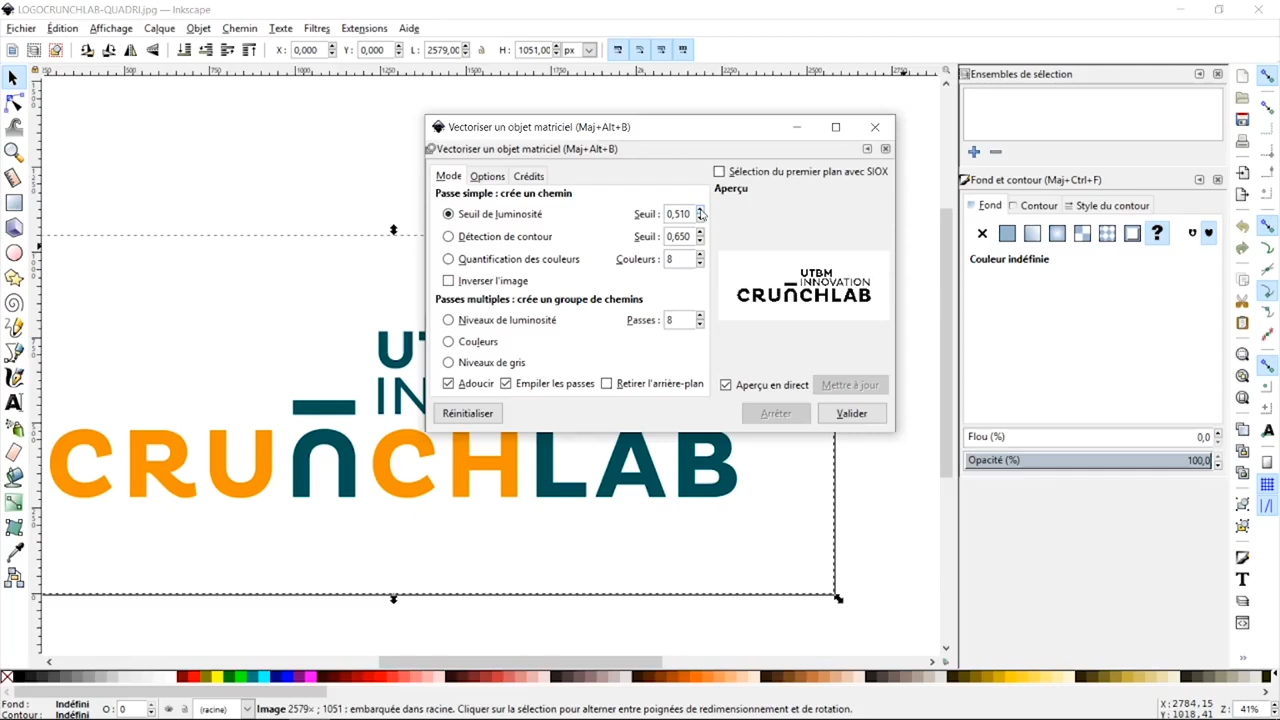 LOGOCRUNCHLAB-QUADRI.jpg — Inkscape
Fichier Édition Affichage Calque Objet Chemin Texte Filtres Extensions Aide
X : 0,000 Y : 0,000 L : 2579,00 H : 1051,00 px
Ensembles de sélection
Vectoriser un objet matriciel (Maj+Alt+B)
Vectoriser un objet matriciel (Maj+Alt+B)
Mode Options Crédits
Sélection du premier plan avec SIOX
Passe simple : crée un chemin
Aperçu
Seuil de luminosité Seuil : 0,510
Détection de contour Seuil : 0,650
Quantification des couleurs Couleurs : 8
Inverser l'image
Passes multiples : crée un groupe de chemins
Niveaux de luminosité Passes : 8
Couleurs
Niveaux de gris
Adoucir Empiler les passes Retirer l'arrière-plan
Aperçu en direct Mettre à jour
Réinitialiser Arrêter Valider
UTBM
INNOVATION
CRUNCHLAB
Fond et contour (Maj+Ctrl+F)
Fond Contour Style du contour
Couleur indéfinie
Flou (%) 0,0
Opacité (%) 100,0
UT
IN
CRUNCHLAB
Fond : Indéfini
Contour : Indéfini
O : 0
(racine)
Image 2579× ; 1051 : embarquée dans racine. Cliquer sur la sélection pour alterner entre poignées de redimensionnement et de rotation.
X : 2784,15
Y : 1018,41
Z : 41%